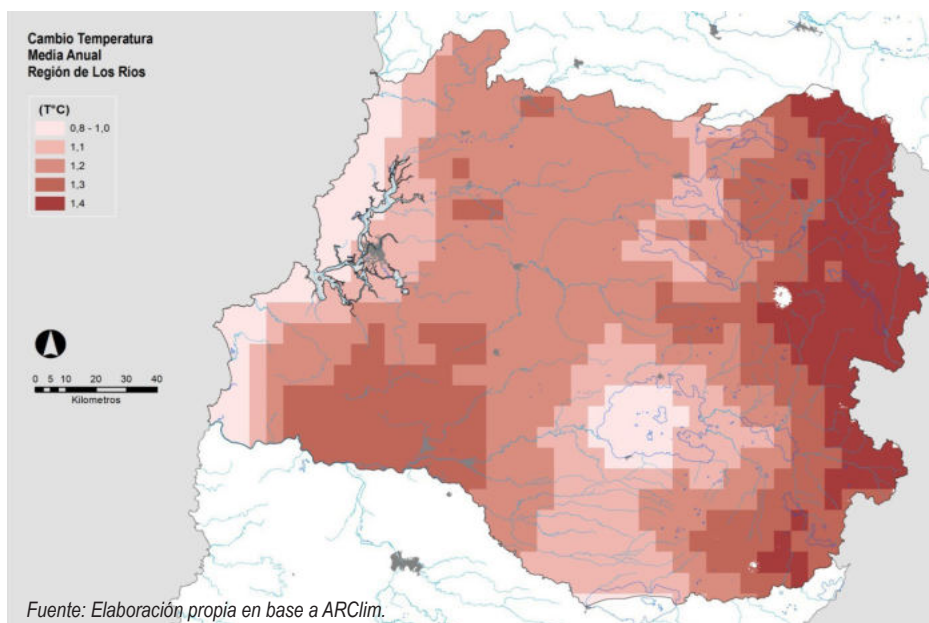 Cambio Temperatura
Media Anual
Región de Los Ríos
(T°C)
0,8 - 1,0
1,1
1,2
1,3
1,4
0 5 10 20 30 40
Kilometros
Fuente: Elaboración propia en base a ARClim.